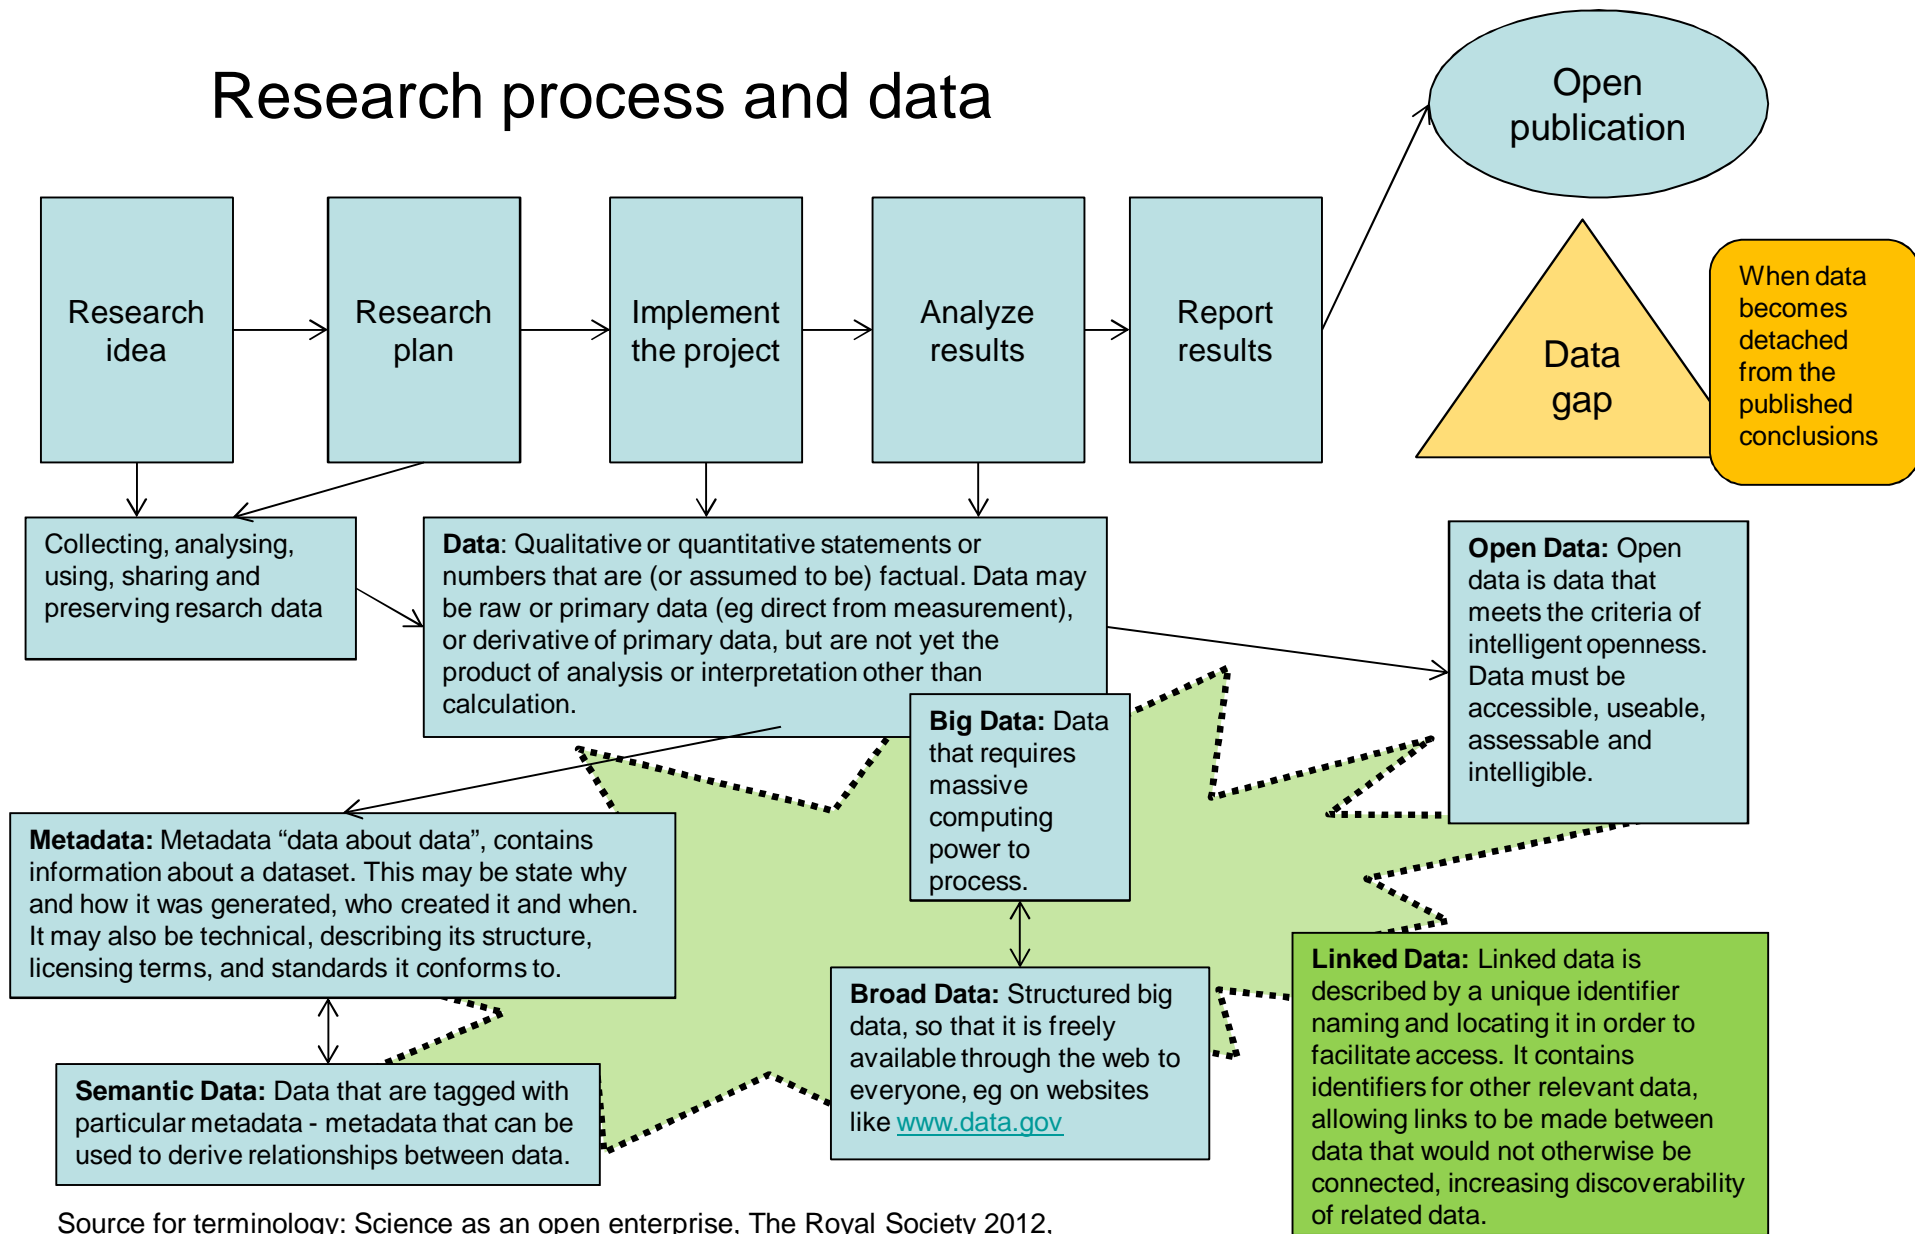 Research process and data
Open
publication
Research
idea
Research
plan
Implement
the project
Analyze
results
Report
results
Data
gap
When data
becomes
detached
from the
published
conclusions
Collecting, analysing,
using, sharing and
preserving resarch data
Data: Qualitative or quantitative statements or
numbers that are (or assumed to be) factual. Data may
be raw or primary data (eg direct from measurement),
or derivative of primary data, but are not yet the
product of analysis or interpretation other than
calculation.
Open Data: Open
data is data that
meets the criteria of
intelligent openness.
Data must be
accessible, useable,
assessable and
intelligible.
Big Data: Data
that requires
massive
computing
power to
process.
Metadata: Metadata “data about data”, contains
information about a dataset. This may be state why
and how it was generated, who created it and when.
It may also be technical, describing its structure,
licensing terms, and standards it conforms to.
Broad Data: Structured big
data, so that it is freely
available through the web to
everyone, eg on websites
like www.data.gov
Linked Data: Linked data is
described by a unique identifier
naming and locating it in order to
facilitate access. It contains
identifiers for other relevant data,
allowing links to be made between
data that would not otherwise be
connected, increasing discoverability
of related data.
Semantic Data: Data that are tagged with
particular metadata - metadata that can be
used to derive relationships between data.
Source for terminology: Science as an open enterprise, The Royal Society 2012,